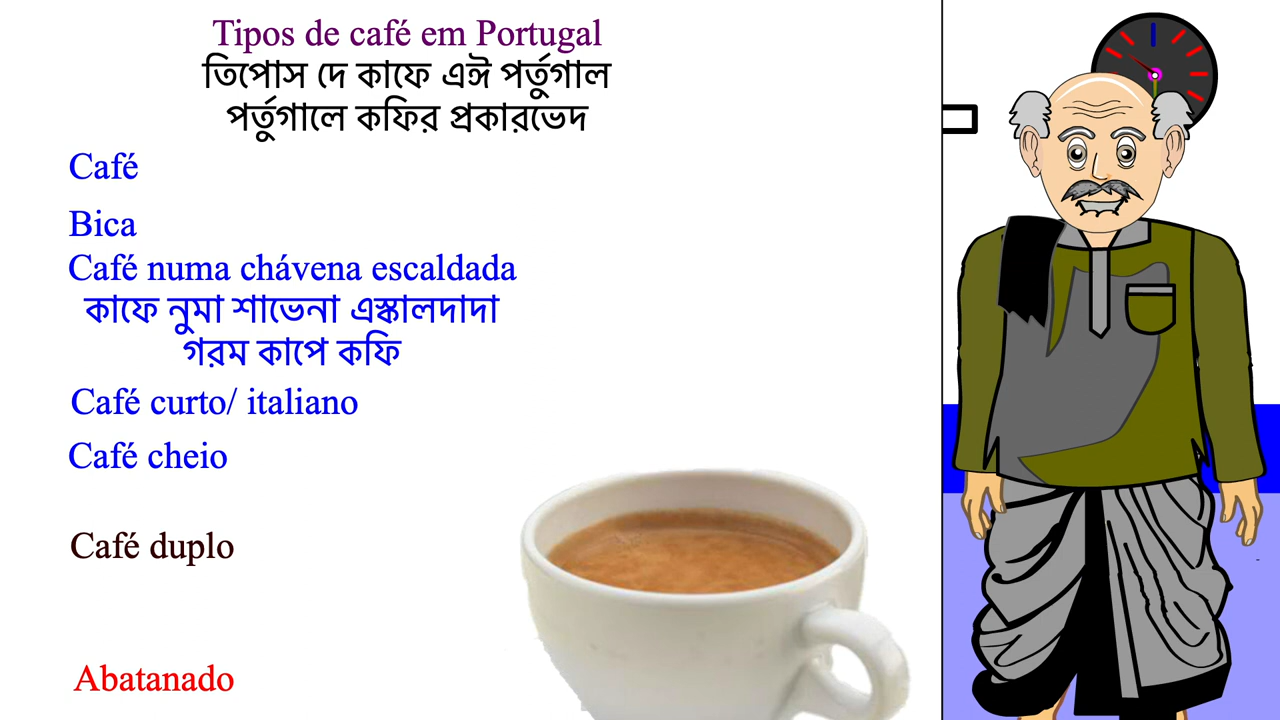 Tipos de café em Portugal
তিপোস দে কাফে এঈ পর্তুগাল
পর্তুগালে কফির প্রকারভেদ
Café
Bica
Café numa chávena escaldada
কাফে নুমা শাভেনা এস্কালদাদা
গরম কাপে কফি
Café curto/ italiano
Café cheio
Café duplo
Abatanado